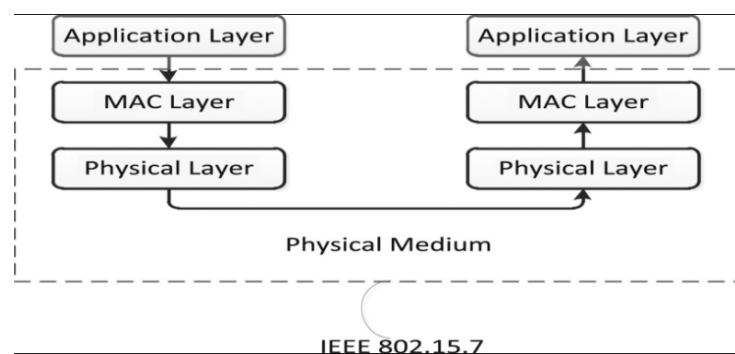 Application Layer
Application Layer
MAC Layer
MAC Layer
Physical Layer
Physical Layer
Physical Medium
IEEE 802.15.7